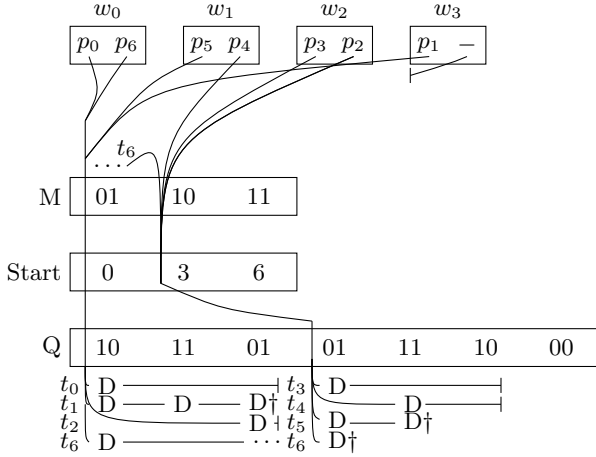 w₀ w₁ w₂ w₃
p₀ p₆ p₅ p₄ p₃ p₂ p₁ −
t₆
···
M 01 10 11
Start 0 3 6
Q 10 11 01 01 11 10 00
t₀ D t₃ D
t₁ D D D† t₄ D
t₂ D t₅ D D†
t₆ D ··· t₆ D†